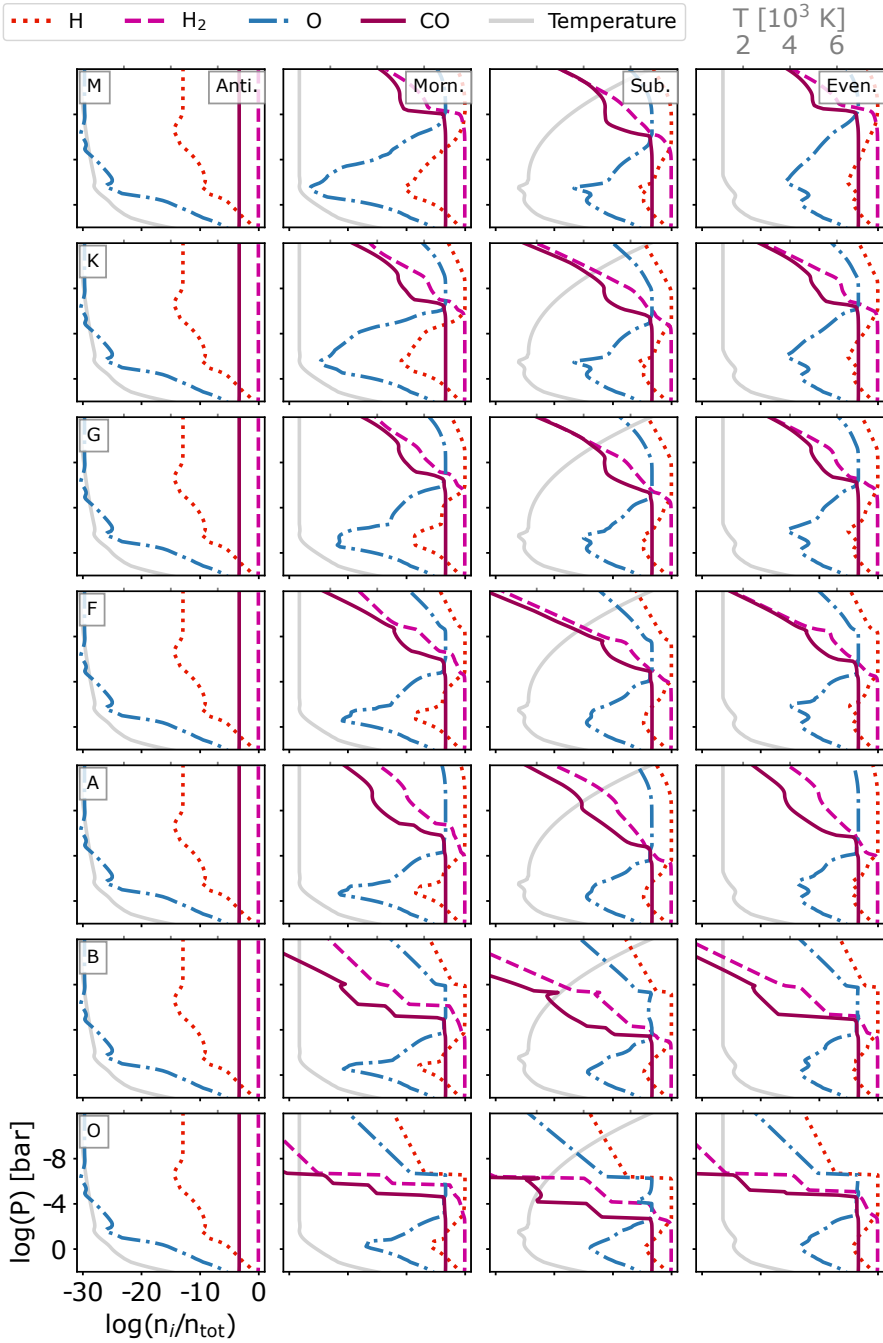 H H₂ O CO Temperature
T [10³ K]
2 4 6
M Anti. Morn. Sub. Even.
K
G
F
A
B
O
log(P) [bar]
-8
-4
0
-30 -20 -10 0
log(nᵢ/nₜₒₜ)